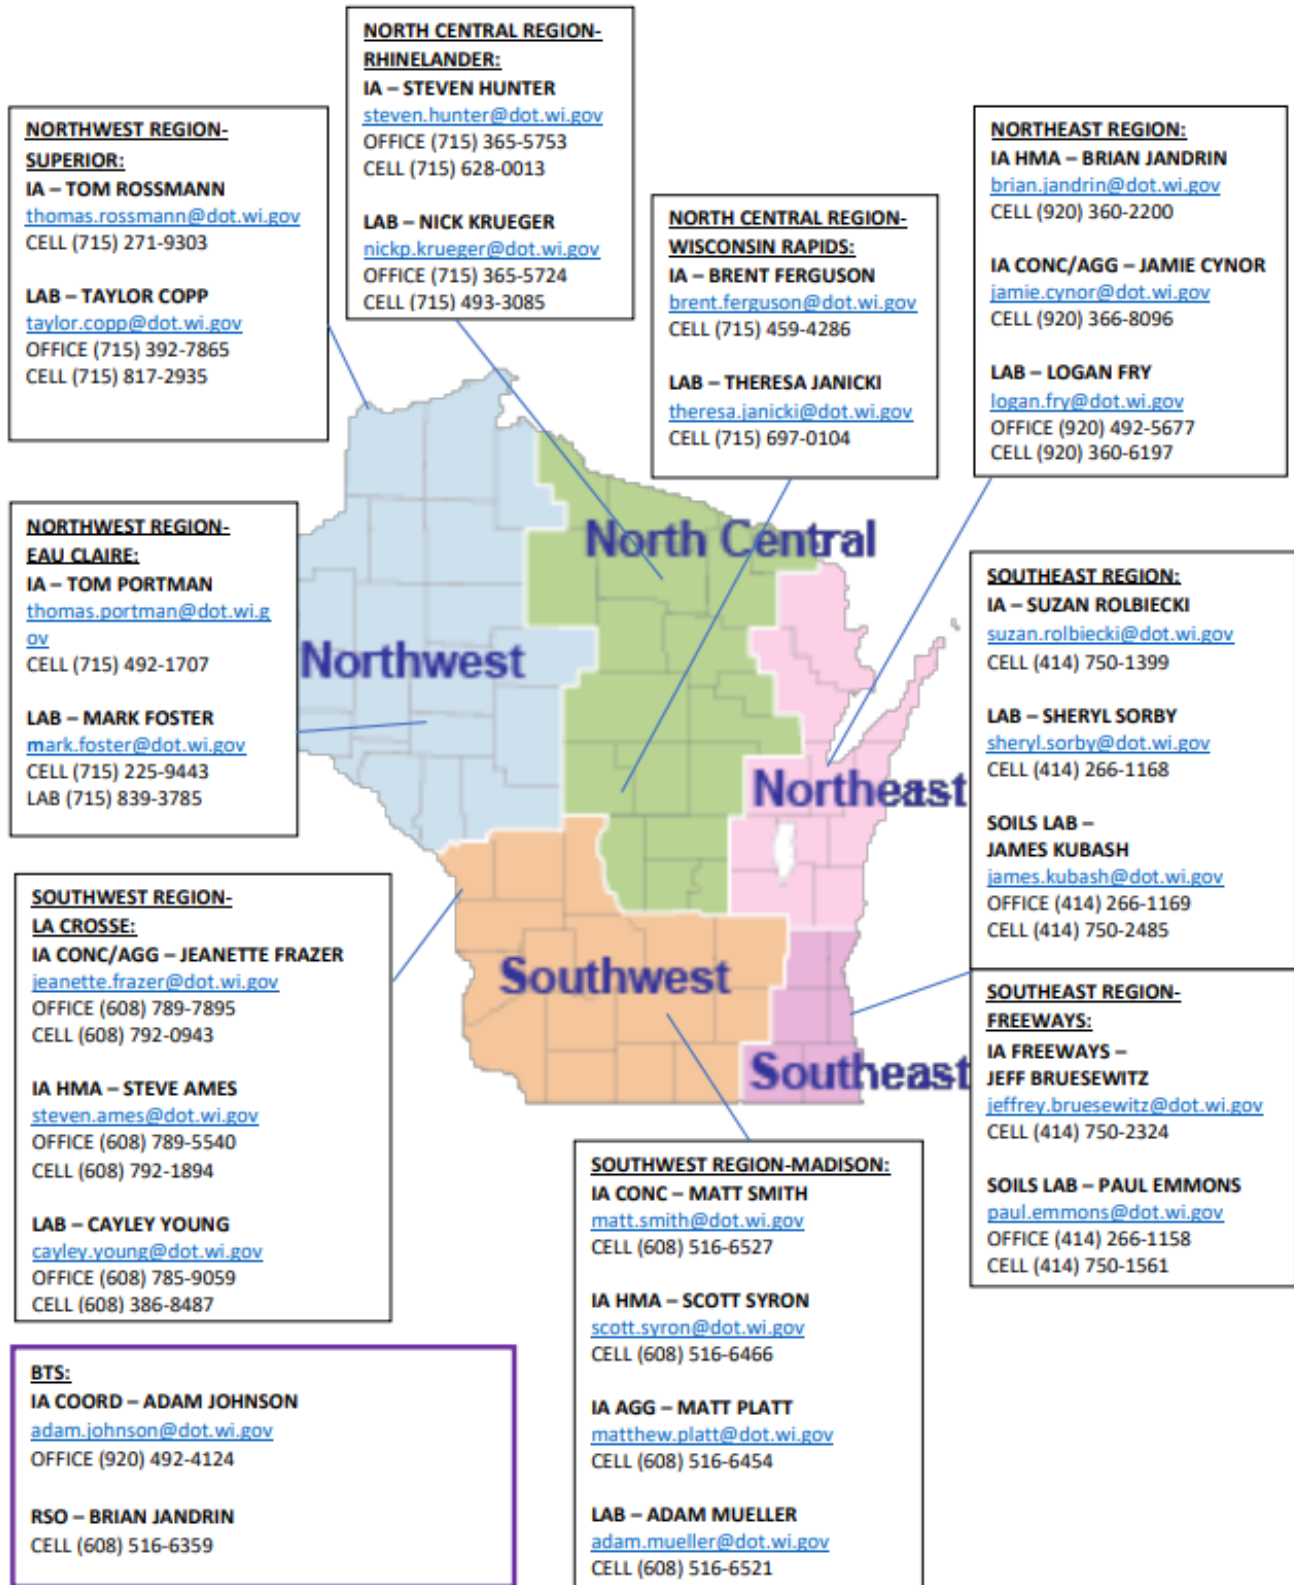 NORTH CENTRAL REGION-
RHINELANDER:
IA – STEVEN HUNTER
steven.hunter@dot.wi.gov
OFFICE (715) 365-5753
CELL (715) 628-0013
LAB – NICK KRUEGER
nickp.krueger@dot.wi.gov
OFFICE (715) 365-5724
CELL (715) 493-3085
NORTHWEST REGION-
SUPERIOR:
IA – TOM ROSSMANN
thomas.rossmann@dot.wi.gov
CELL (715) 271-9303
LAB – TAYLOR COPP
taylor.copp@dot.wi.gov
OFFICE (715) 392-7865
CELL (715) 817-2935
NORTH CENTRAL REGION-
WISCONSIN RAPIDS:
IA – BRENT FERGUSON
brent.ferguson@dot.wi.gov
CELL (715) 459-4286
LAB – THERESA JANICKI
theresa.janicki@dot.wi.gov
CELL (715) 697-0104
NORTHEAST REGION:
IA HMA – BRIAN JANDRIN
brian.jandrin@dot.wi.gov
CELL (920) 360-2200
IA CONC/AGG – JAMIE CYNOR
jamie.cynor@dot.wi.gov
CELL (920) 366-8096
LAB – LOGAN FRY
logan.fry@dot.wi.gov
OFFICE (920) 492-5677
CELL (920) 360-6197
NORTHWEST REGION-
EAU CLAIRE:
IA – TOM PORTMAN
thomas.portman@dot.wi.g
ov
CELL (715) 492-1707
LAB – MARK FOSTER
mark.foster@dot.wi.gov
CELL (715) 225-9443
LAB (715) 839-3785
North Central
Northwest
Northeast
Southwest
Southeast
SOUTHEAST REGION:
IA – SUZAN ROLBIECKI
suzan.rolbiecki@dot.wi.gov
CELL (414) 750-1399
LAB – SHERYL SORBY
sheryl.sorby@dot.wi.gov
CELL (414) 266-1168
SOILS LAB –
JAMES KUBASH
james.kubash@dot.wi.gov
OFFICE (414) 266-1169
CELL (414) 750-2485
SOUTHWEST REGION-
LA CROSSE:
IA CONC/AGG – JEANETTE FRAZER
jeanette.frazer@dot.wi.gov
OFFICE (608) 789-7895
CELL (608) 792-0943
IA HMA – STEVE AMES
steven.ames@dot.wi.gov
OFFICE (608) 789-5540
CELL (608) 792-1894
LAB – CAYLEY YOUNG
cayley.young@dot.wi.gov
OFFICE (608) 785-9059
CELL (608) 386-8487
SOUTHEAST REGION-
FREEWAYS:
IA FREEWAYS –
JEFF BRUESEWITZ
jeffrey.bruesewitz@dot.wi.gov
CELL (414) 750-2324
SOILS LAB – PAUL EMMONS
paul.emmons@dot.wi.gov
OFFICE (414) 266-1158
CELL (414) 750-1561
SOUTHWEST REGION-MADISON:
IA CONC – MATT SMITH
matt.smith@dot.wi.gov
CELL (608) 516-6527
IA HMA – SCOTT SYRON
scott.syron@dot.wi.gov
CELL (608) 516-6466
IA AGG – MATT PLATT
matthew.platt@dot.wi.gov
CELL (608) 516-6454
LAB – ADAM MUELLER
adam.mueller@dot.wi.gov
CELL (608) 516-6521
BTS:
IA COORD – ADAM JOHNSON
adam.johnson@dot.wi.gov
OFFICE (920) 492-4124
RSO – BRIAN JANDRIN
CELL (608) 516-6359